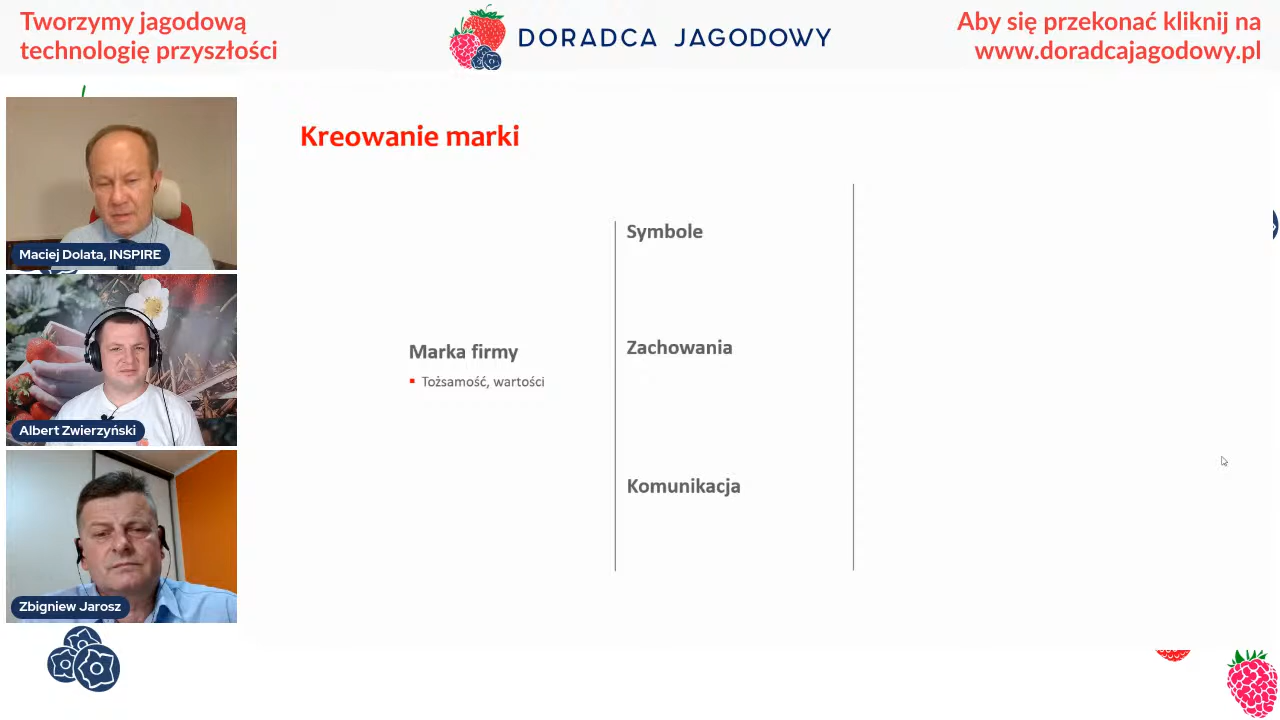 Tworzymy jagodową
technologię przyszłości
DORADCA JAGODOWY
Aby się przekonać kliknij na
www.doradcajagodowy.pl
Maciej Dolata, INSPIRE
Albert Zwierzyński
Zbigniew Jarosz
Kreowanie marki
Marka firmy
Tożsamość, wartości
Symbole
Zachowania
Komunikacja